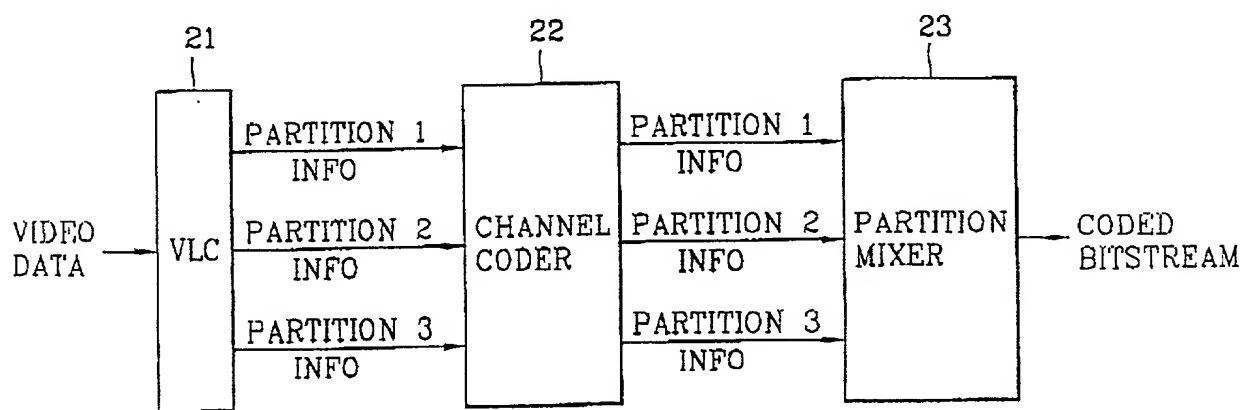 21
22
23
VIDEO
DATA
VLC
PARTITION 1
INFO
PARTITION 2
INFO
PARTITION 3
INFO
CHANNEL
CODER
PARTITION 1
INFO
PARTITION 2
INFO
PARTITION 3
INFO
PARTITION
MIXER
CODED
BITSTREAM